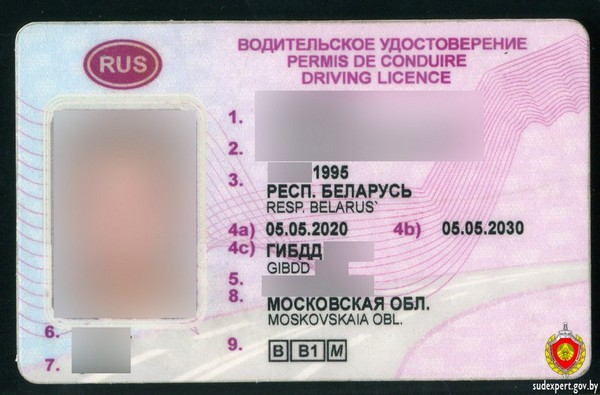 RUS
ВОДИТЕЛЬСКОЕ УДОСТОВЕРЕНИЕ
PERMIS DE CONDUIRE
DRIVING LICENCE
1.
2.
1995
3.
РЕСП. БЕЛАРУСЬ
RESP. BELARUS`
4a) 05.05.2020 4b) 05.05.2030
4c) ГИБДД
GIBDD
5.
8.
МОСКОВСКАЯ ОБЛ.
MOSKOVSKAIA OBL.
6.
7.
9. B B1 M
sudexpert.gov.by